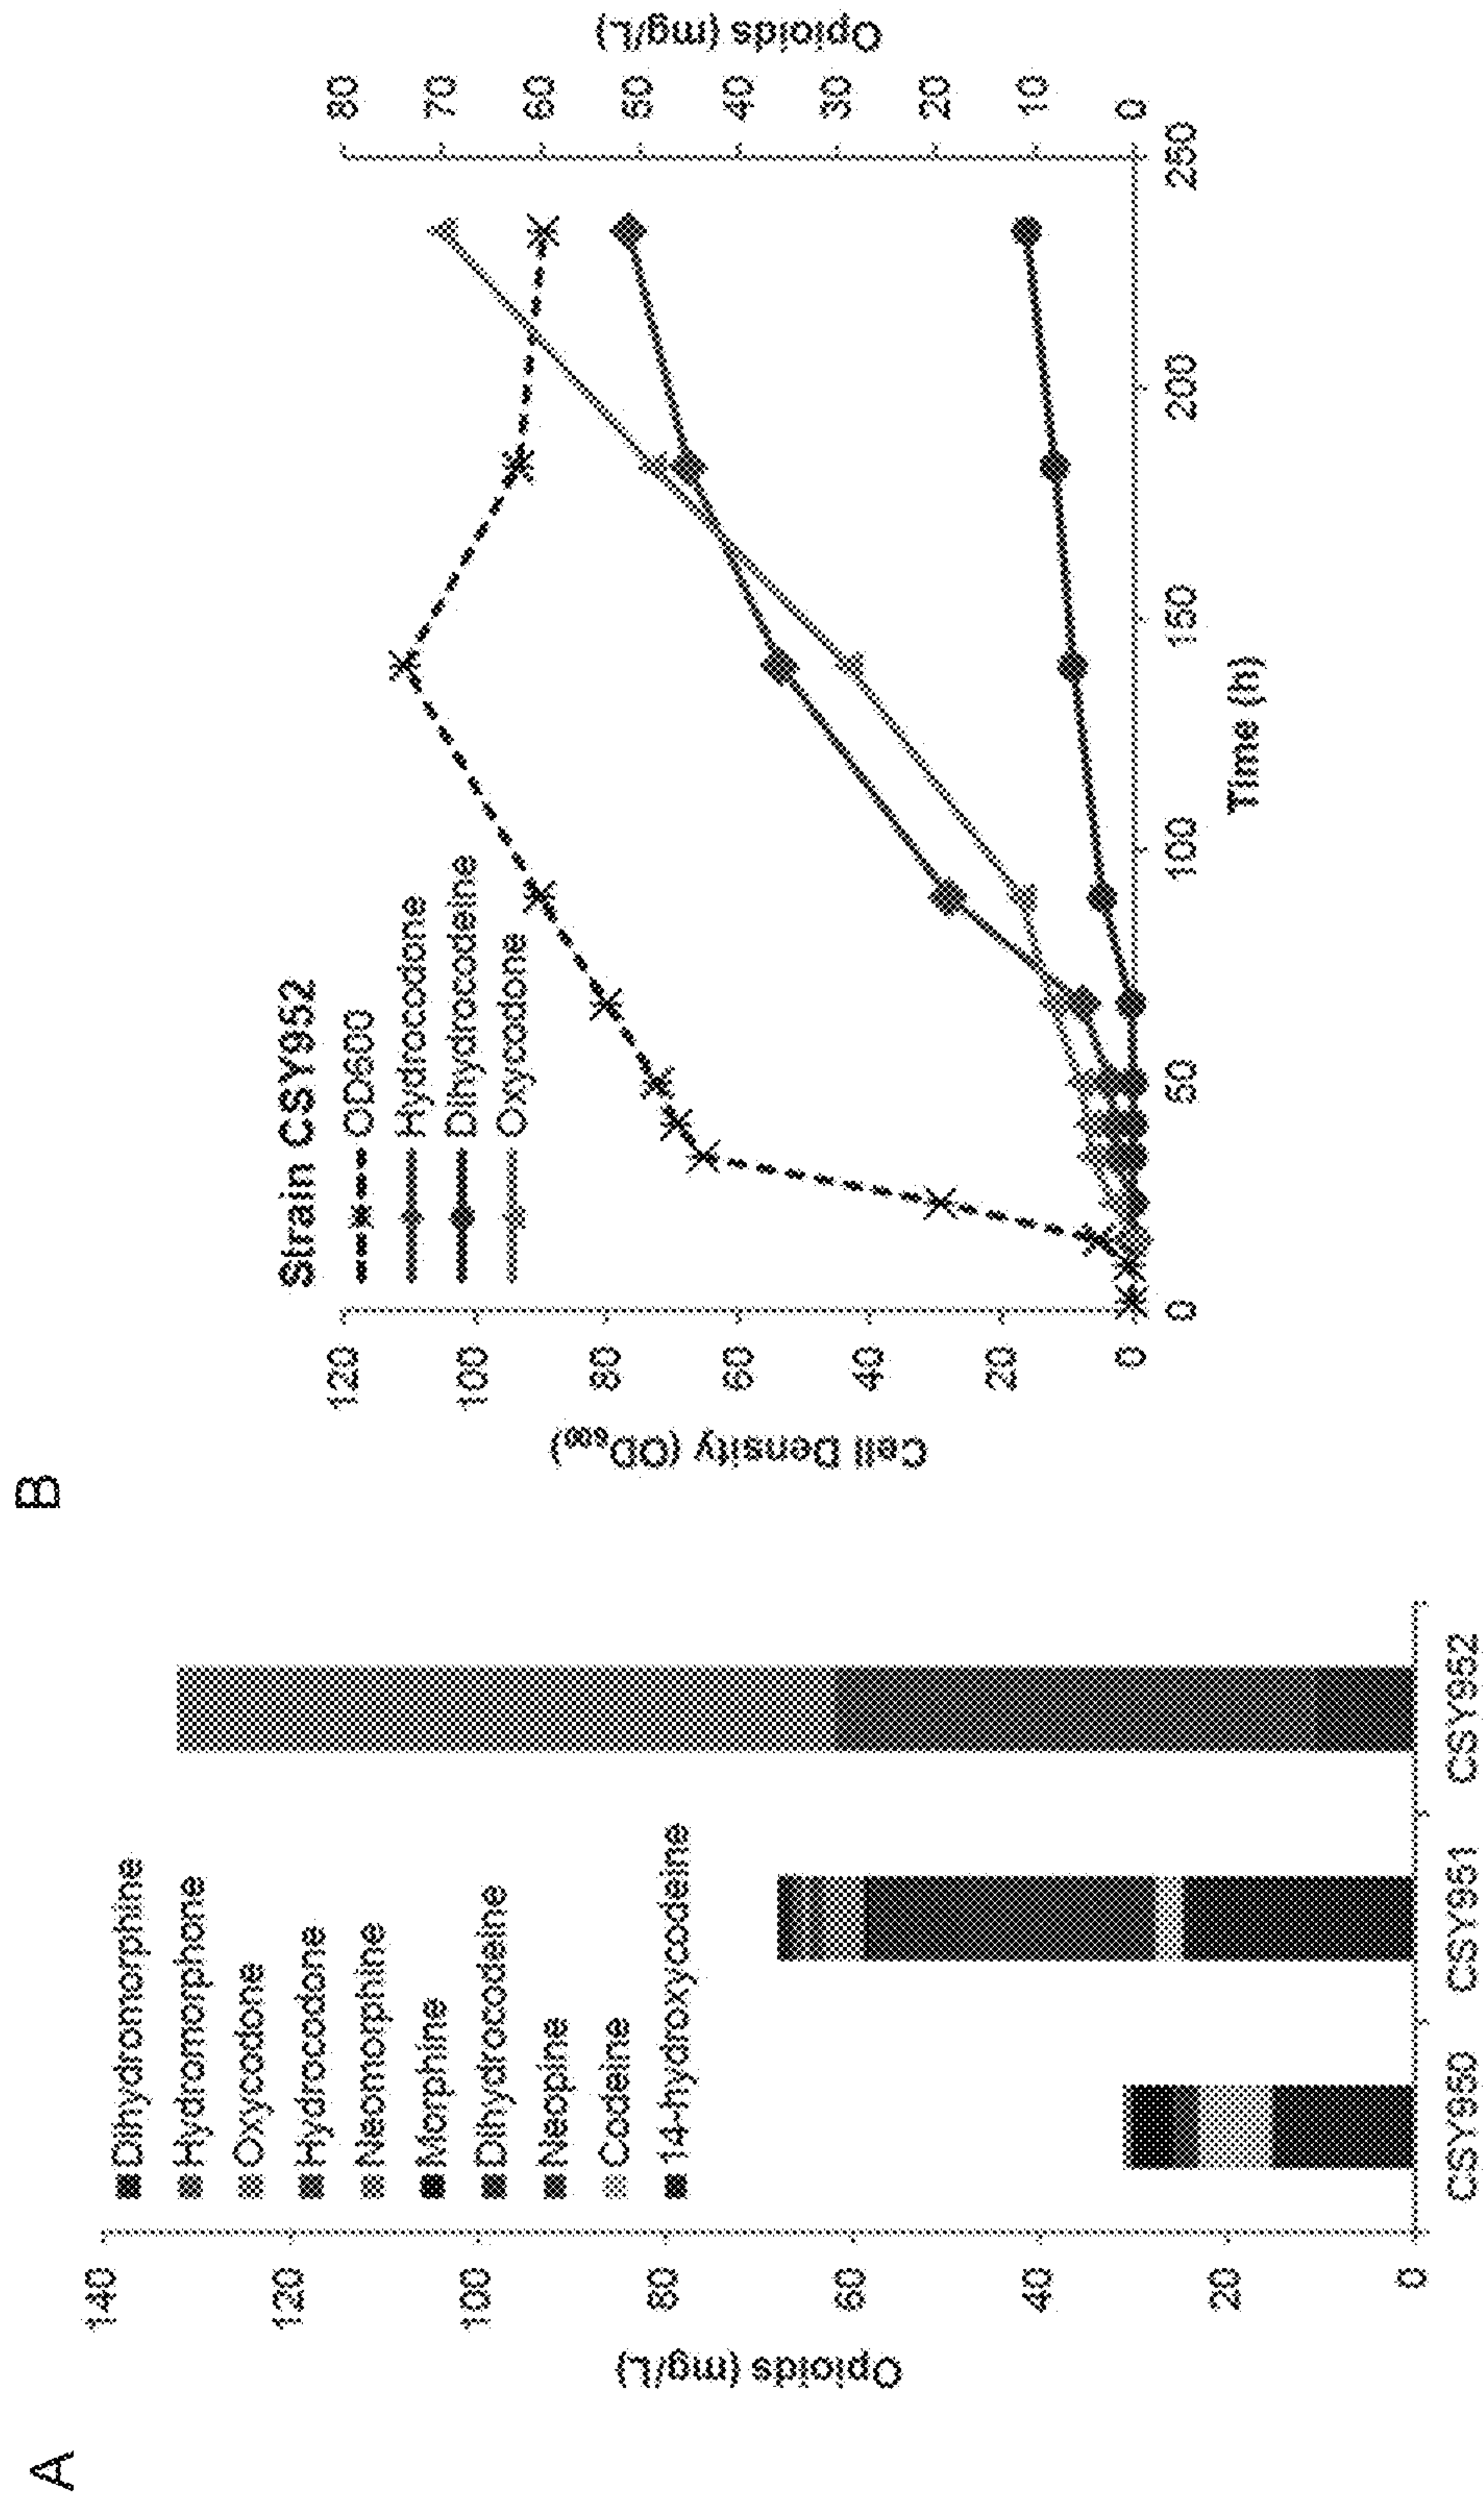 A
Opioids (mg/L)
140
120
100
80
60
40
20
0
Dihydromorphine
Hydromorphone
Oxycodone
Hydrocodone
Neomorphine
Morphine
Dihydrocodeine
Neopine
Codeine
14-hydroxycodeine
CSY950 CSY951 CSY952
B
Strain CSY952
OD600
Hydrocodone
Dihydrocodeine
Oxycodone
Cell Density (OD600)
120
100
80
60
40
20
0
0 50 100 150 200 250
Time (h)
80
70
60
50
40
30
20
10
0
Opioids (mg/L)